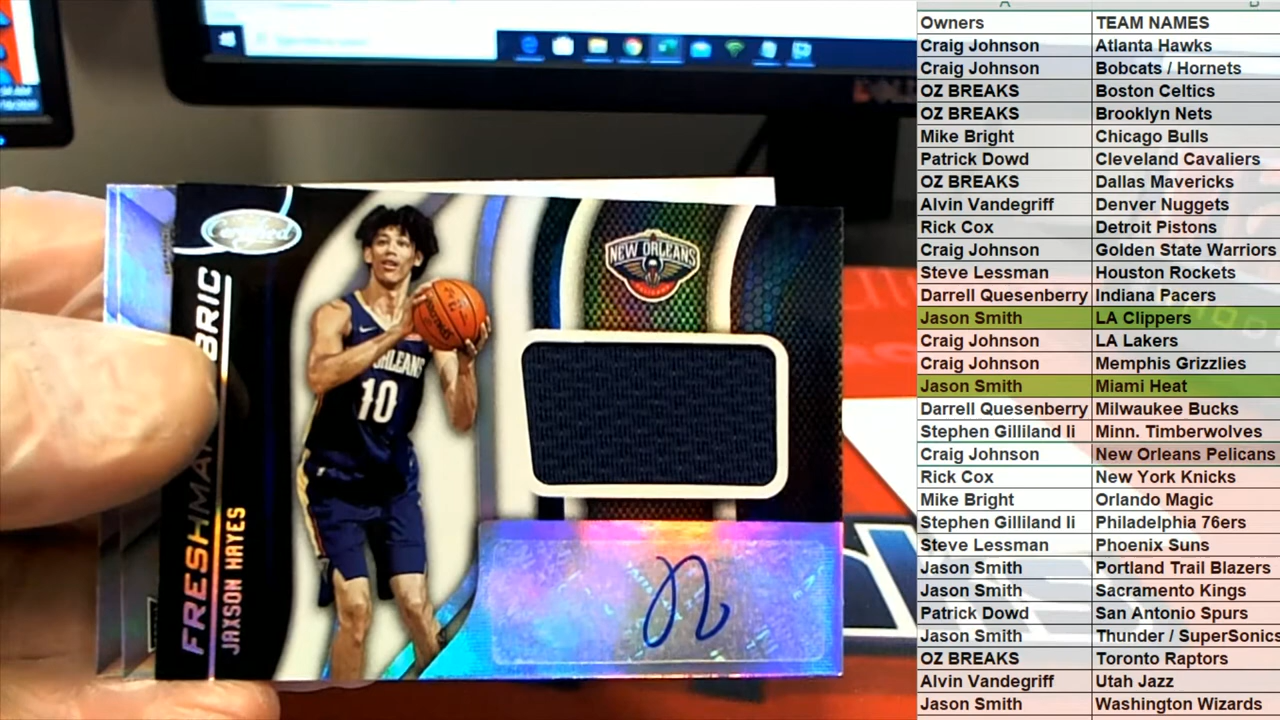 A B
Owners TEAM NAMES
Craig Johnson Atlanta Hawks
Craig Johnson Bobcats / Hornets
OZ BREAKS Boston Celtics
OZ BREAKS Brooklyn Nets
Mike Bright Chicago Bulls
Patrick Dowd Cleveland Cavaliers
OZ BREAKS Dallas Mavericks
Alvin Vandegriff Denver Nuggets
Rick Cox Detroit Pistons
Craig Johnson Golden State Warriors
Steve Lessman Houston Rockets
Darrell Quesenberry Indiana Pacers
Jason Smith LA Clippers
Craig Johnson LA Lakers
Craig Johnson Memphis Grizzlies
Jason Smith Miami Heat
Darrell Quesenberry Milwaukee Bucks
Stephen Gilliland Ii Minn. Timberwolves
Craig Johnson New Orleans Pelicans
Rick Cox New York Knicks
Mike Bright Orlando Magic
Stephen Gilliland Ii Philadelphia 76ers
Steve Lessman Phoenix Suns
Jason Smith Portland Trail Blazers
Jason Smith Sacramento Kings
Patrick Dowd San Antonio Spurs
Jason Smith Thunder / SuperSonics
OZ BREAKS Toronto Raptors
Alvin Vandegriff Utah Jazz
Jason Smith Washington Wizards
Certified
NEW ORLEANS
10
JAXSON HAYES